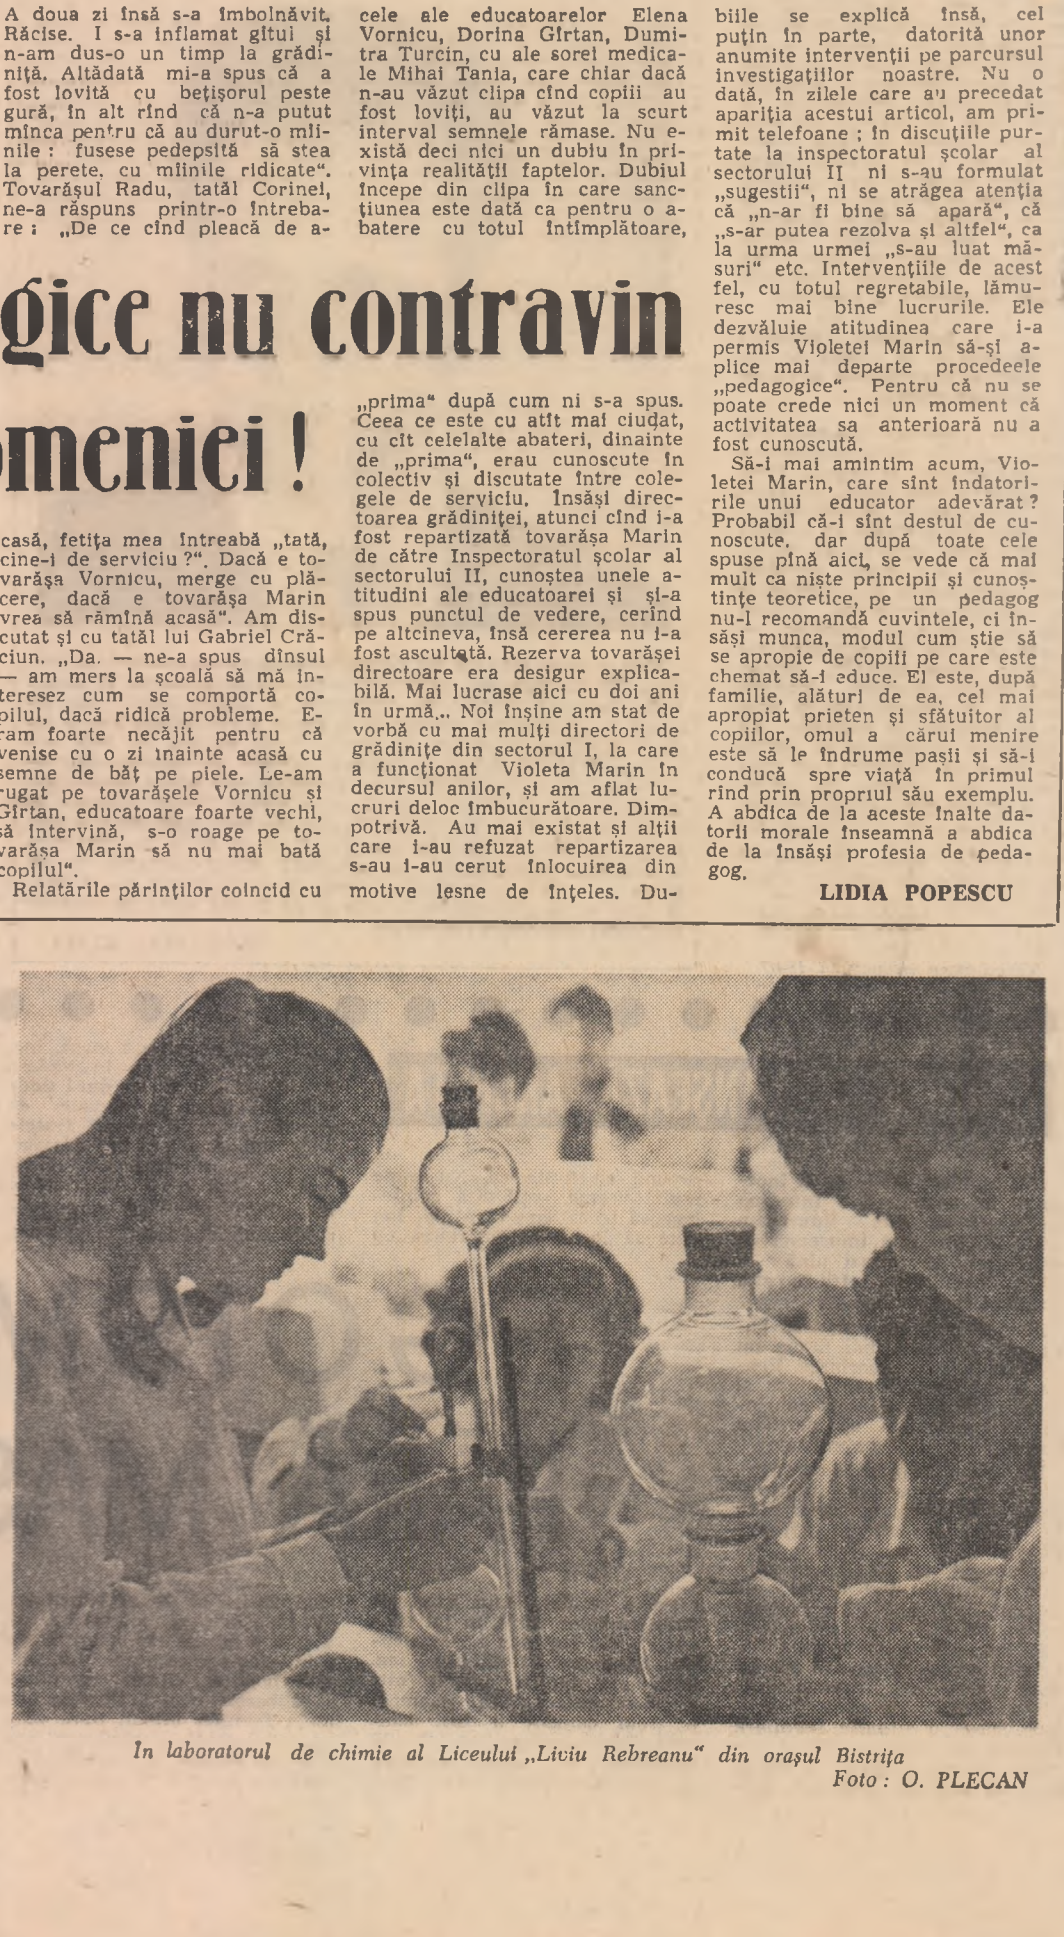 A doua zi însă s-a îmbolnăvit.
Răcise. I s-a inflamat gîtul și
n-am dus-o un timp la grădi-
niță. Altădată mi-a spus că a
fost lovită cu bețișorul peste
gură, în alt rînd că n-a putut
mînca pentru că au durut-o mîi-
nile : fusese pedepsită să stea
la perete, cu mîinile ridicate“.
Tovarășul Radu, tatăl Corinei,
ne-a răspuns printr-o întreba-
re : „De ce cînd pleacă de a-
cele ale educatoarelor Elena
Vornicu, Dorina Gîrtan, Dumi-
tra Turcin, cu ale sorei medica-
le Mihai Tania, care chiar dacă
n-au văzut clipa cînd copiii au
fost loviți, au văzut la scurt
interval semnele rămase. Nu e-
xistă deci nici un dubiu în pri-
vința realității faptelor. Dubiul
începe din clipa în care sanc-
țiunea este dată ca pentru o a-
batere cu totul întîmplătoare,
gice nu contravin
meniei !
casă, fetița mea întreabă „tată,
cine-i de serviciu ?“. Dacă e to-
varășa Vornicu, merge cu plă-
cere, dacă e tovarășa Marin
vrea să rămînă acasă“. Am dis-
cutat și cu tatăl lui Gabriel Cră-
ciun. „Da. — ne-a spus dînsul
— am mers la școală să mă in-
teresez cum se comportă co-
pilul, dacă ridică probleme. E-
ram foarte necăjit pentru că
venise cu o zi înainte acasă cu
semne de băț pe piele. Le-am
rugat pe tovarășele Vornicu și
Gîrtan, educatoare foarte vechi,
să intervină, s-o roage pe to-
varășa Marin să nu mai bată
copilul“.
Relatările părinților coincid cu
„prima“ după cum ni s-a spus.
Ceea ce este cu atît mai ciudat,
cu cît celelalte abateri, dinainte
de „prima“, erau cunoscute în
colectiv și discutate între cole-
gele de serviciu. Însăși direc-
toarea grădiniței, atunci cînd i-a
fost repartizată tovarășa Marin
de către Inspectoratul școlar al
sectorului II, cunoștea unele a-
titudini ale educatoarei și și-a
spus punctul de vedere, cerînd
pe altcineva, însă cererea nu i-a
fost ascultată. Rezerva tovarășei
directoare era desigur explica-
bilă. Mai lucrase aici cu doi ani
în urmă... Noi înșine am stat de
vorbă cu mai mulți directori de
grădinițe din sectorul I, la care
a funcționat Violeta Marin în
decursul anilor, și am aflat lu-
cruri deloc îmbucurătoare. Dim-
potrivă. Au mai existat și alții
care i-au refuzat repartizarea
s-au i-au cerut înlocuirea din
motive lesne de înțeles. Du-
biile se explică însă, cel
puțin în parte, datorită unor
anumite intervenții pe parcursul
investigațiilor noastre. Nu o
dată, în zilele care au precedat
apariția acestui articol, am pri-
mit telefoane ; în discuțiile pur-
tate la inspectoratul școlar al
sectorului II ni s-au formulat
„sugestii“, ni se atrăgea atenția
că „n-ar fi bine să apară“, că
„s-ar putea rezolva și altfel“, ca
la urma urmei „s-au luat mă-
suri“ etc. Intervențiile de acest
fel, cu totul regretabile, lămu-
resc mai bine lucrurile. Ele
dezvăluie atitudinea care i-a
permis Violetei Marin să-și a-
plice mai departe procedeele
„pedagogice“. Pentru că nu se
poate crede nici un moment că
activitatea sa anterioară nu a
fost cunoscută.
Să-i mai amintim acum, Vio-
letei Marin, care sînt îndatori-
rile unui educator adevărat ?
Probabil că-i sînt destul de cu-
noscute, dar după toate cele
spuse pînă aici, se vede că mai
mult ca niște principii și cunoș-
tințe teoretice, pe un pedagog
nu-l recomandă cuvintele, ci în-
săși munca, modul cum știe să
se apropie de copiii pe care este
chemat să-i educe. El este, după
familie, alături de ea, cel mai
apropiat prieten și sfătuitor al
copiilor, omul a cărui menire
este să le îndrume pașii și să-i
conducă spre viață în primul
rînd prin propriul său exemplu.
A abdica de la aceste înalte da-
torii morale înseamnă a abdica
de la însăși profesia de peda-
gog.
LIDIA POPESCU
In laboratorul de chimie al Liceului „Liviu Rebreanu“ din orașul Bistrița
Foto : O. PLECAN